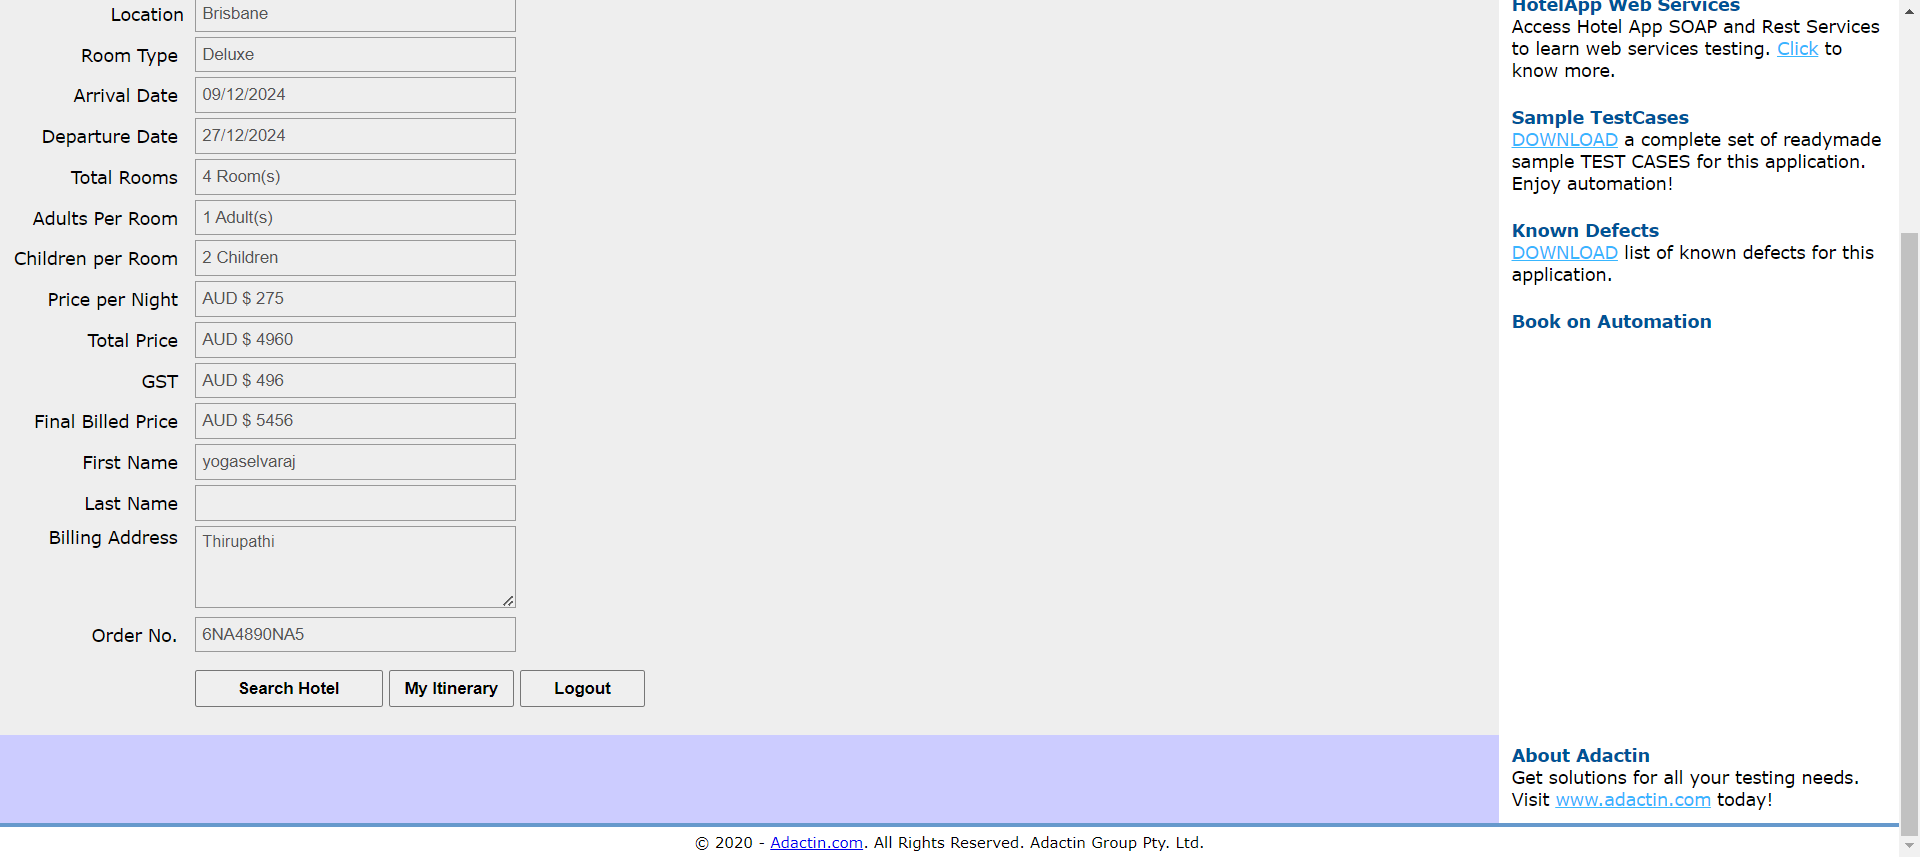 Location Brisbane
Room Type Deluxe
Arrival Date 09/12/2024
Departure Date 27/12/2024
Total Rooms 4 Room(s)
Adults Per Room 1 Adult(s)
Children per Room 2 Children
Price per Night AUD $ 275
Total Price AUD $ 4960
GST AUD $ 496
Final Billed Price AUD $ 5456
First Name yogaselvaraj
Last Name
Billing Address Thirupathi
Order No. 6NA4890NA5
Search Hotel My Itinerary Logout
HotelApp Web Services
Access Hotel App SOAP and Rest Services
to learn web services testing. Click to
know more.
Sample TestCases
DOWNLOAD a complete set of readymade
sample TEST CASES for this application.
Enjoy automation!
Known Defects
DOWNLOAD list of known defects for this
application.
Book on Automation
About Adactin
Get solutions for all your testing needs.
Visit www.adactin.com today!
© 2020 - Adactin.com. All Rights Reserved. Adactin Group Pty. Ltd.